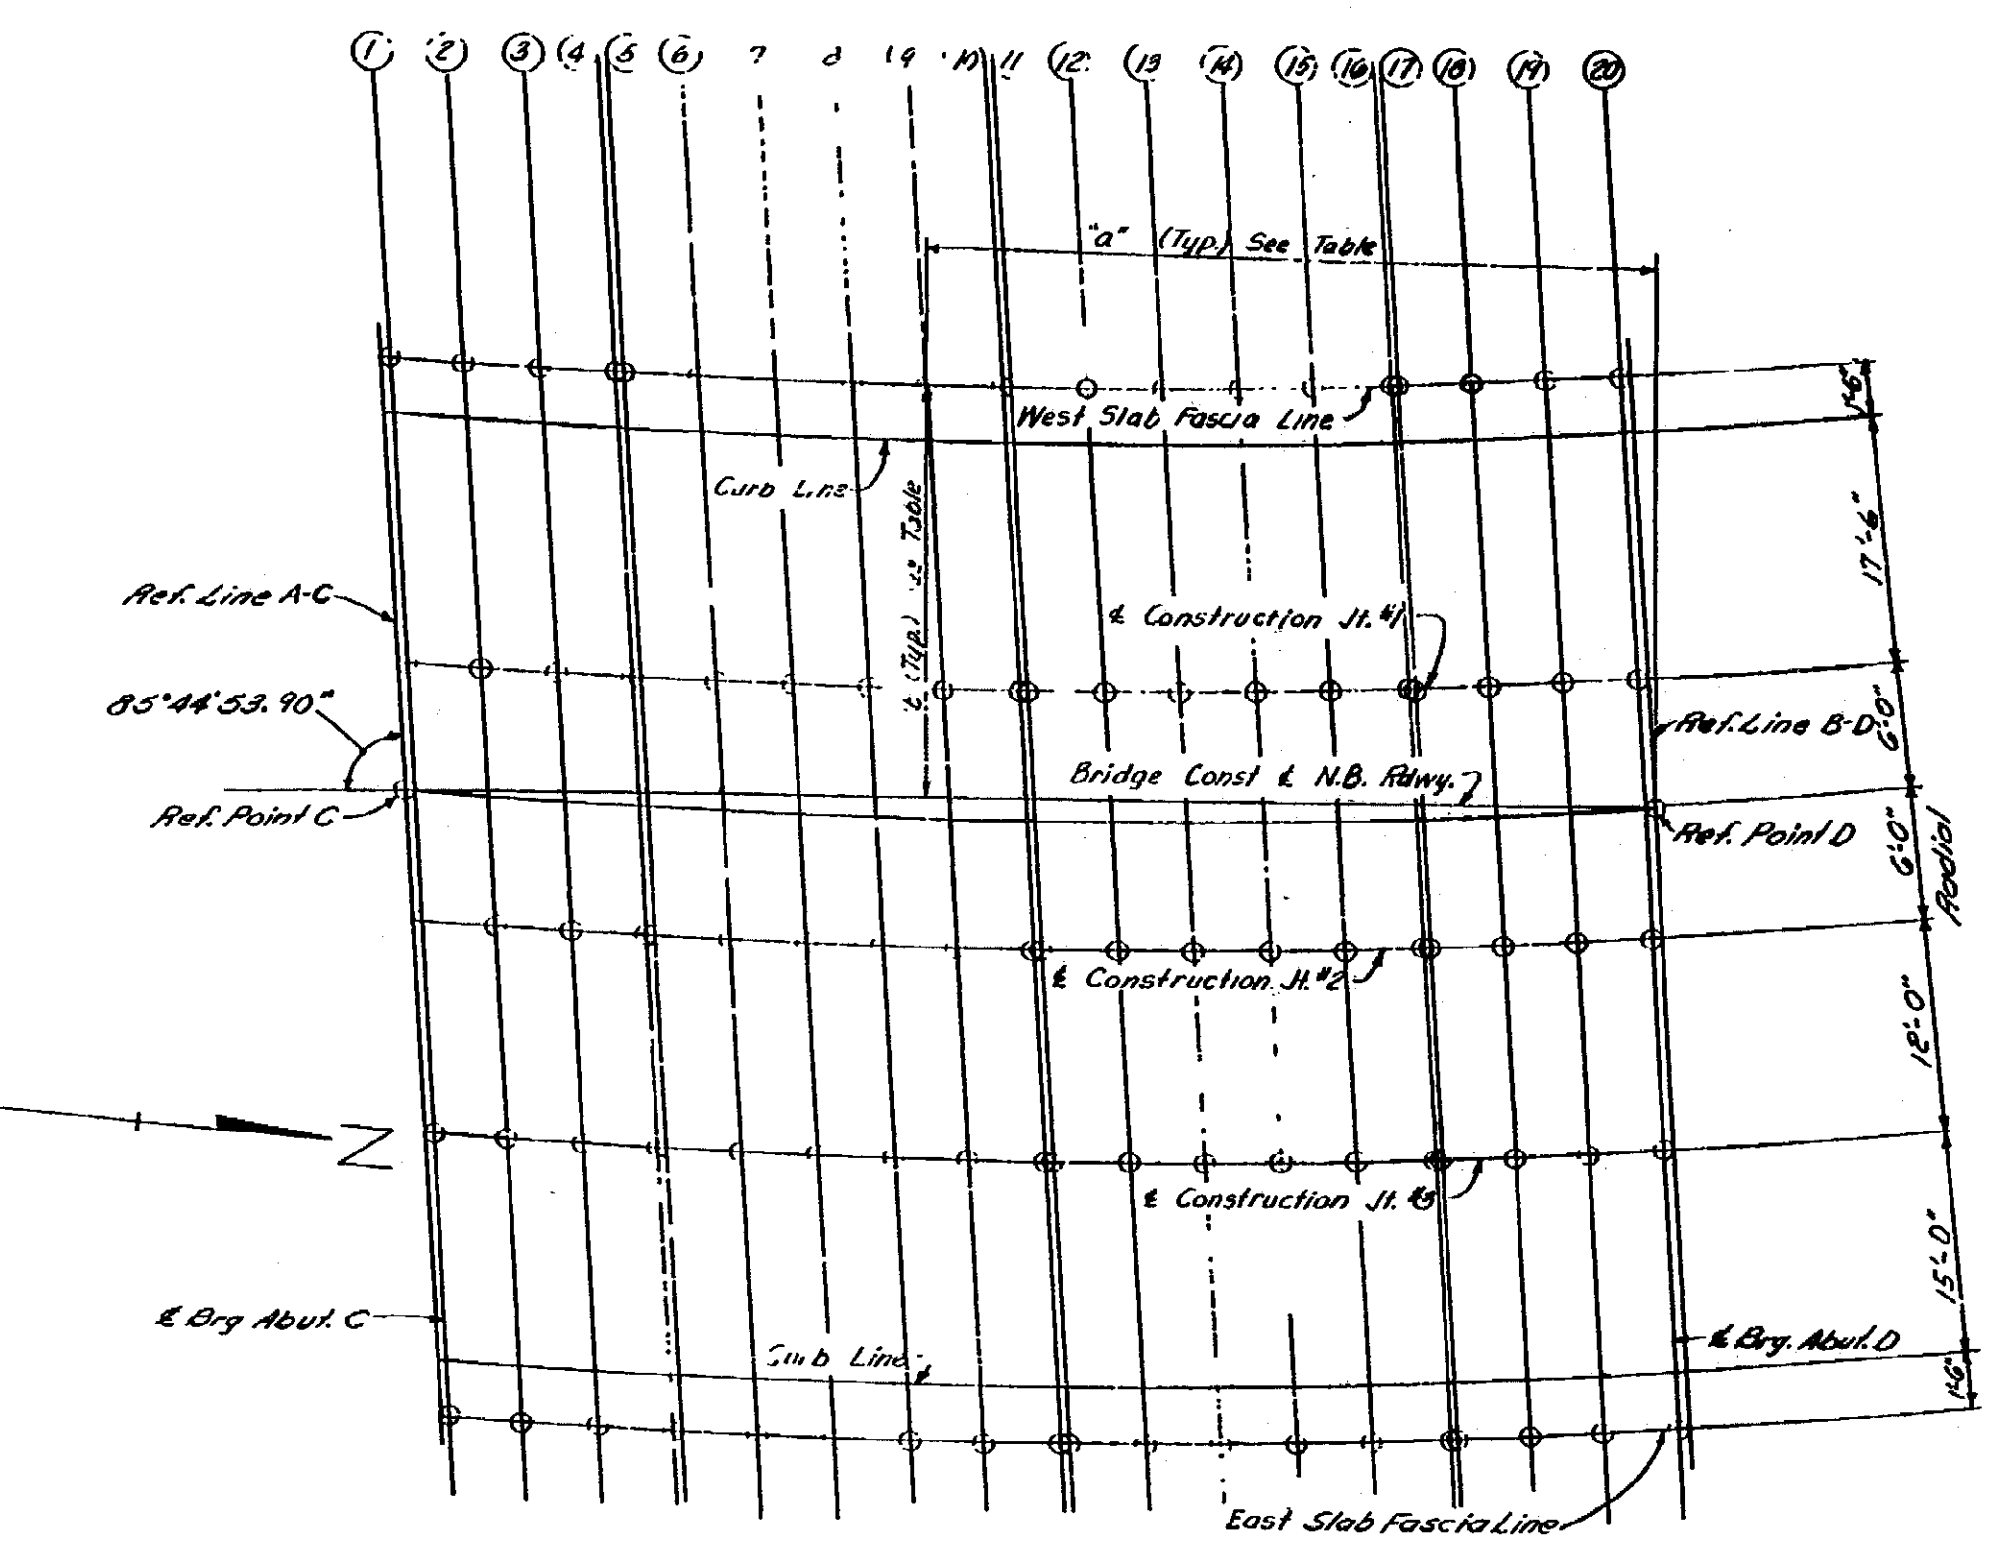 1 2 3 4 5 6 7 8 9 10 11 12 13 14 15 16 17 18 19 20
"a" (Typ.) See Table
1'-6"
West Slab Fascia Line
Curb Line
(Typ.) Table
17'-6"
Ref. Line A-C
℄ Construction Jt. #1
85°44'53.90"
6'-0"
Ref. Line B-D
Bridge Const ℄ N.B. Rdwy.
Ref. Point C
Ref. Point D
6'-0"
Radial
℄ Construction Jt. #2
12'-0"
N
℄ Construction Jt. #3
15'-0"
℄ Brg Abut. C
℄ Brg. Abut. D
Curb Line
1'-6"
East Slab Fascia Line